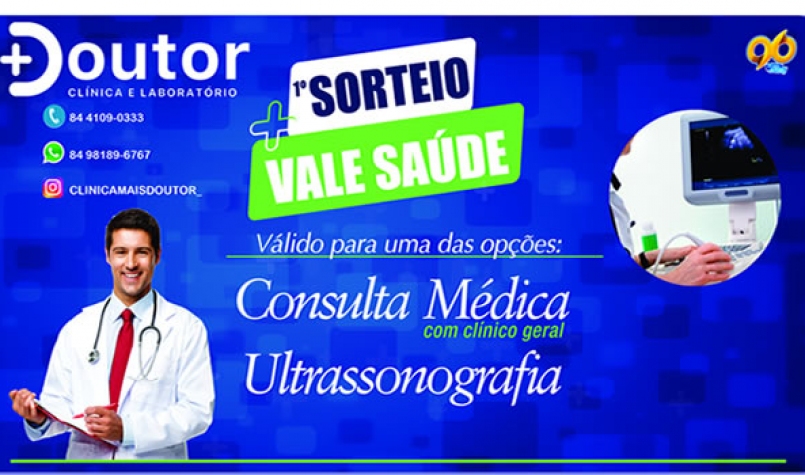 +Doutor
CLÍNICA E LABORATÓRIO
84 4109-0333
84 98189-6767
CLINICAMAISDOUTOR_
1º SORTEIO
VALE SAÚDE
96
Válido para uma das opções:
Consulta Médica
com clínico geral
Ultrassonografia